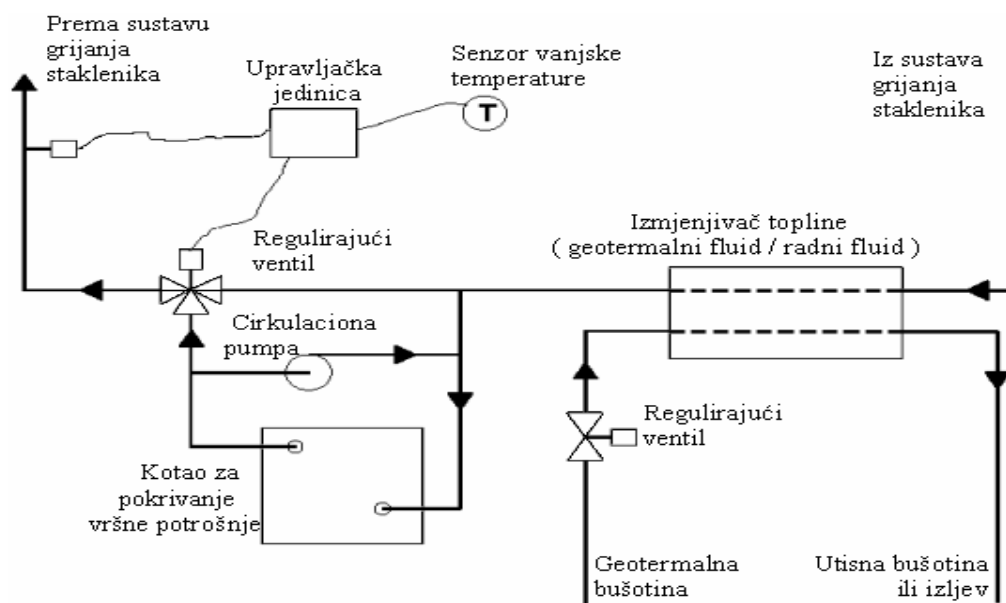 Prema sustavu
grijanja
staklenika
Upravljačka
jedinica
Senzor vanjske
temperature
T
Iz sustava
grijanja
staklenika
Regulirajući
ventil
Izmjenjivač topline
( geotermalni fluid / radni fluid )
Cirkulaciona
pumpa
Regulirajući
ventil
Kotao za
pokrivanje
vršne potrošnje
Geotermalna
bušotina
Utisna bušotina
ili izljev